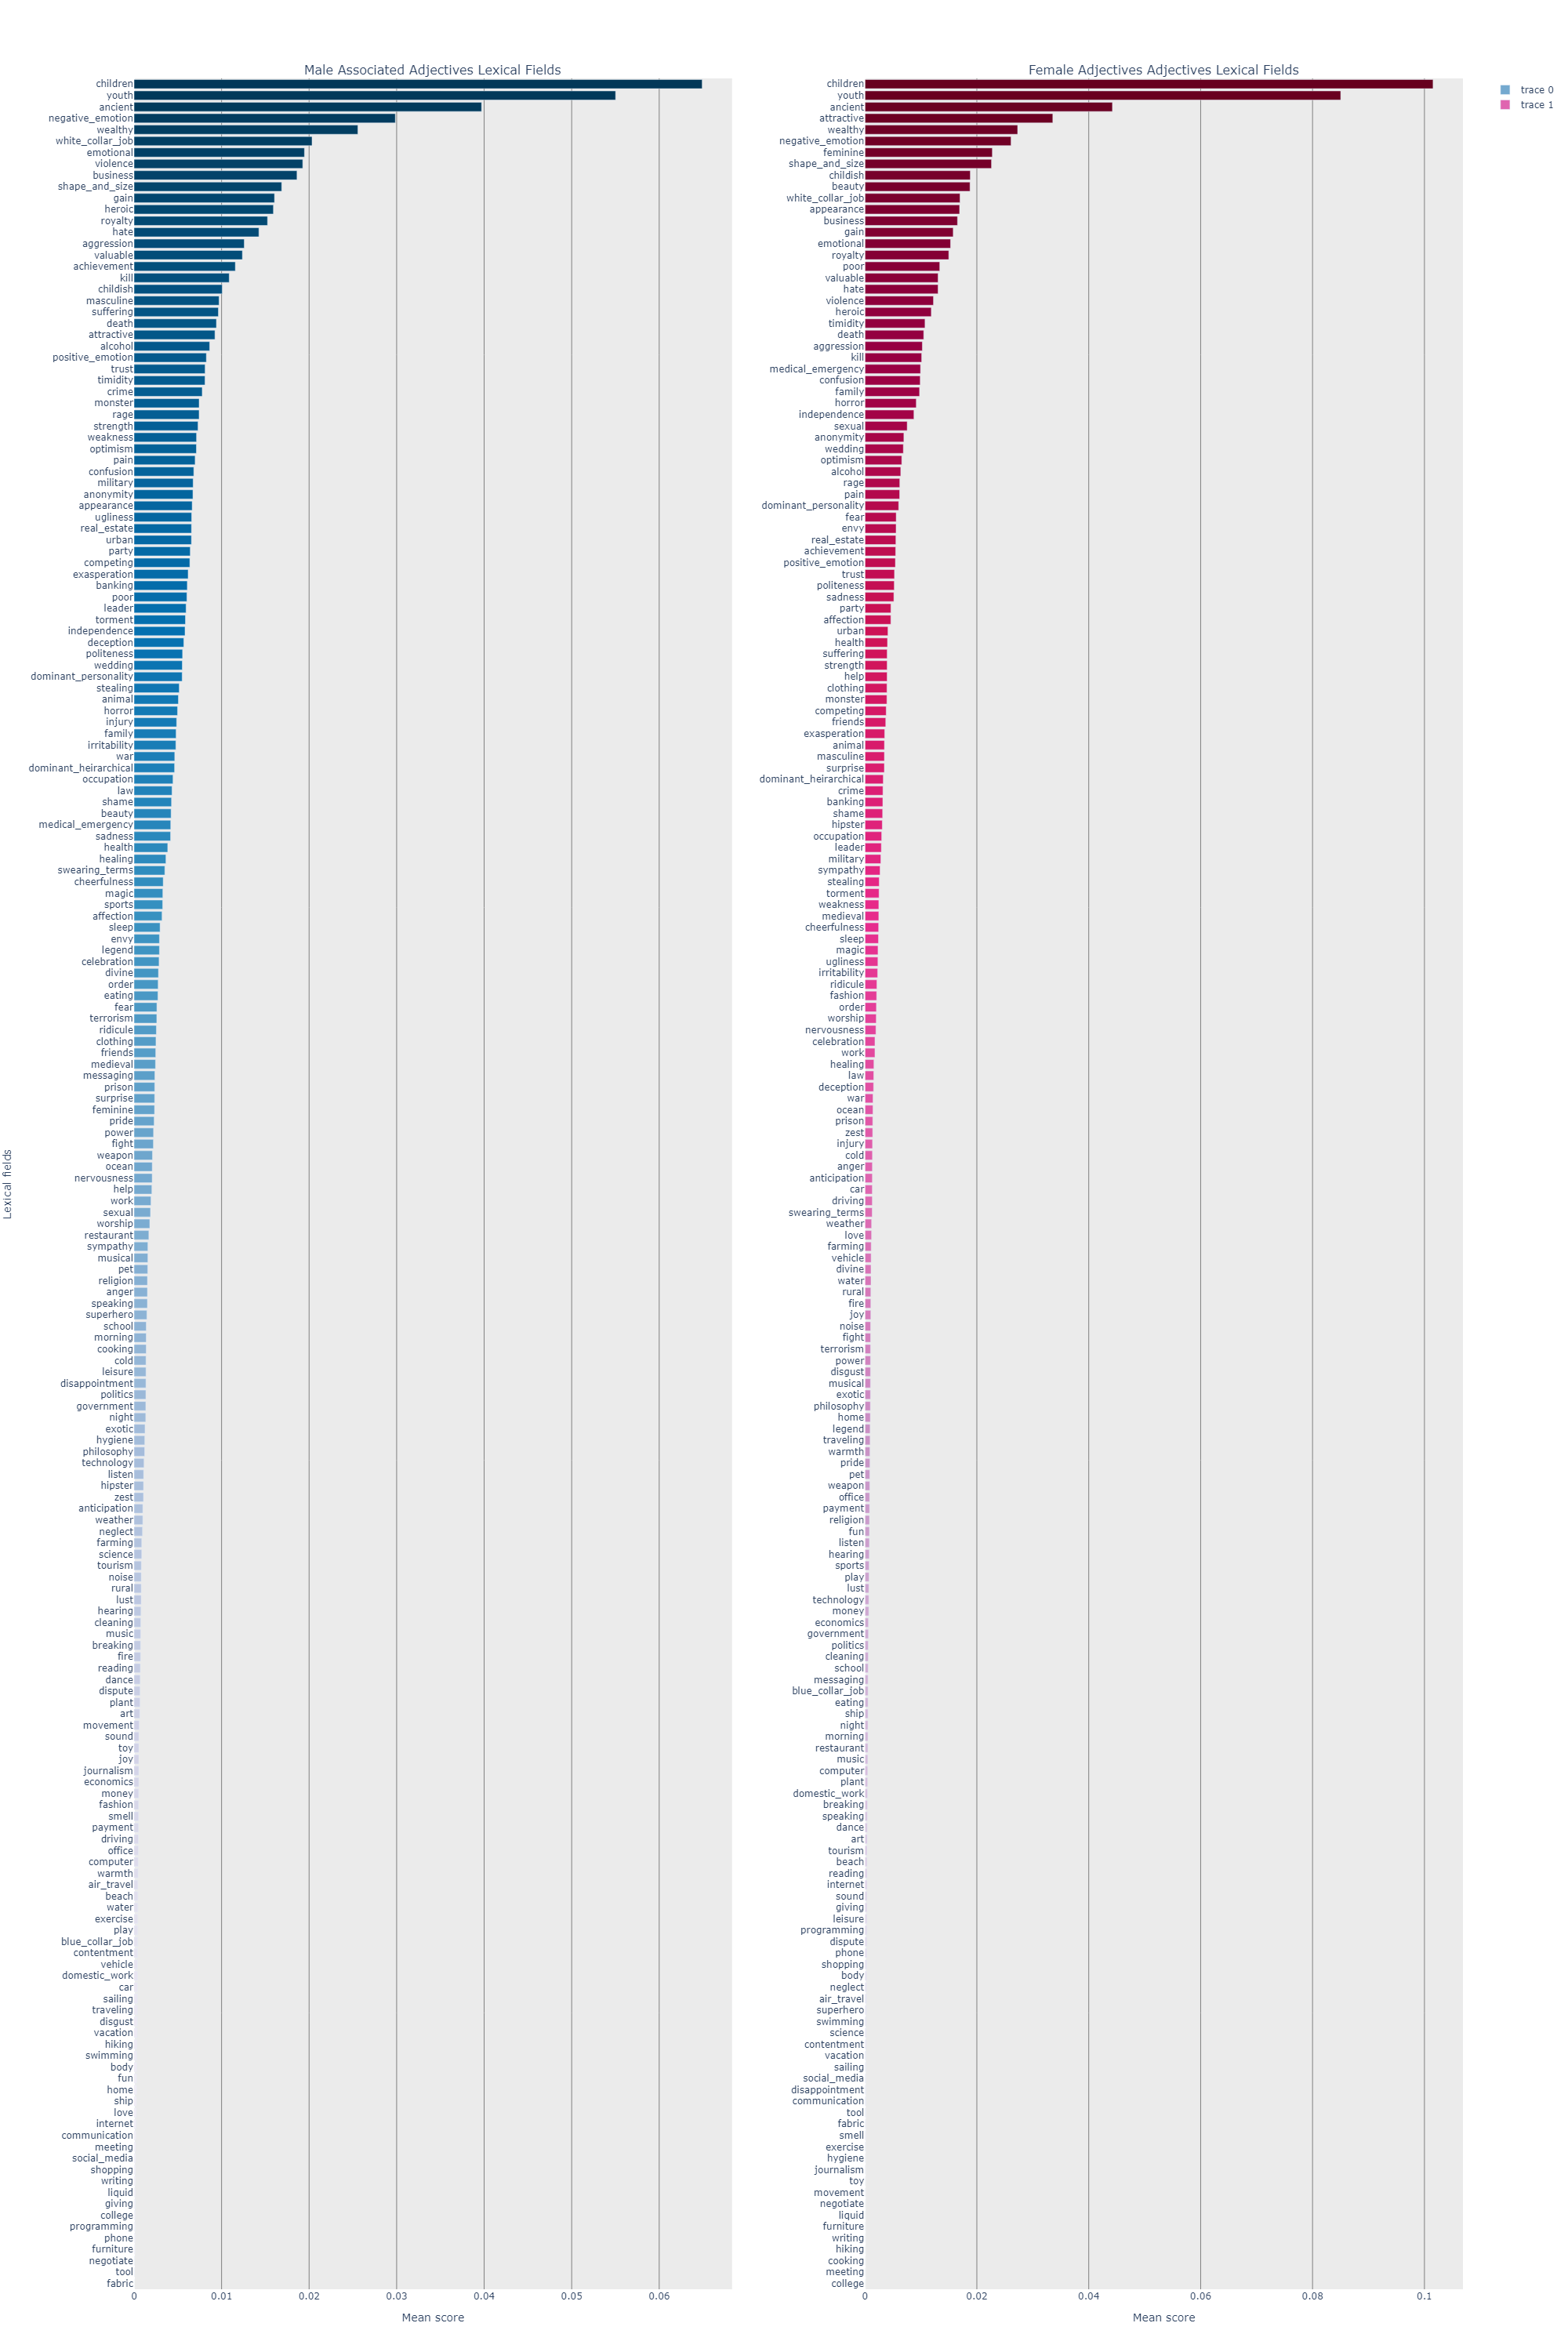 Male Associated Adjectives Lexical Fields
children
youth
ancient
negative_emotion
wealthy
white_collar_job
emotional
violence
business
shape_and_size
gain
heroic
royalty
hate
aggression
valuable
achievement
kill
childish
masculine
suffering
death
attractive
alcohol
positive_emotion
trust
timidity
crime
monster
rage
strength
weakness
optimism
pain
confusion
military
anonymity
appearance
ugliness
real_estate
urban
party
competing
exasperation
banking
poor
leader
torment
independence
deception
politeness
wedding
dominant_personality
stealing
animal
horror
injury
family
irritability
war
dominant_heirarchical
occupation
law
shame
beauty
medical_emergency
sadness
health
healing
swearing_terms
cheerfulness
magic
sports
affection
sleep
envy
legend
celebration
divine
order
eating
fear
terrorism
ridicule
clothing
friends
medieval
messaging
prison
surprise
feminine
pride
power
fight
weapon
ocean
nervousness
help
work
sexual
worship
restaurant
sympathy
musical
pet
religion
anger
speaking
superhero
school
morning
cooking
cold
leisure
disappointment
politics
government
night
exotic
hygiene
philosophy
technology
listen
hipster
zest
anticipation
weather
neglect
farming
science
tourism
noise
rural
lust
hearing
cleaning
music
breaking
fire
reading
dance
dispute
plant
art
movement
sound
toy
joy
journalism
economics
money
fashion
smell
payment
driving
office
computer
warmth
air_travel
beach
water
exercise
play
blue_collar_job
contentment
vehicle
domestic_work
car
sailing
traveling
disgust
vacation
hiking
swimming
body
fun
home
ship
love
internet
communication
meeting
social_media
shopping
writing
liquid
giving
college
programming
phone
furniture
negotiate
tool
fabric
0 0.01 0.02 0.03 0.04 0.05 0.06
Mean score
Lexical fields
Female Adjectives Adjectives Lexical Fields
children
youth
ancient
attractive
wealthy
negative_emotion
feminine
shape_and_size
childish
beauty
white_collar_job
appearance
business
gain
emotional
royalty
poor
valuable
hate
violence
heroic
timidity
death
aggression
kill
medical_emergency
confusion
family
horror
independence
sexual
anonymity
wedding
optimism
alcohol
rage
pain
dominant_personality
fear
envy
real_estate
achievement
positive_emotion
trust
politeness
sadness
party
affection
urban
health
suffering
strength
help
clothing
monster
competing
friends
exasperation
animal
masculine
surprise
dominant_heirarchical
crime
banking
shame
hipster
occupation
leader
military
sympathy
stealing
torment
weakness
medieval
cheerfulness
sleep
magic
ugliness
irritability
ridicule
fashion
order
worship
nervousness
celebration
work
healing
law
deception
war
ocean
prison
zest
injury
cold
anger
anticipation
car
driving
swearing_terms
weather
love
farming
vehicle
divine
water
rural
fire
joy
noise
fight
terrorism
power
disgust
musical
exotic
philosophy
home
legend
traveling
warmth
pride
pet
weapon
office
payment
religion
fun
listen
hearing
sports
play
lust
technology
money
economics
government
politics
cleaning
school
messaging
blue_collar_job
eating
ship
night
morning
restaurant
music
computer
plant
domestic_work
breaking
speaking
dance
art
tourism
beach
reading
internet
sound
giving
leisure
programming
dispute
phone
shopping
body
neglect
air_travel
superhero
swimming
science
contentment
vacation
sailing
social_media
disappointment
communication
tool
fabric
smell
exercise
hygiene
journalism
toy
movement
negotiate
liquid
furniture
writing
hiking
cooking
meeting
college
0 0.02 0.04 0.06 0.08 0.1
Mean score
trace 0
trace 1